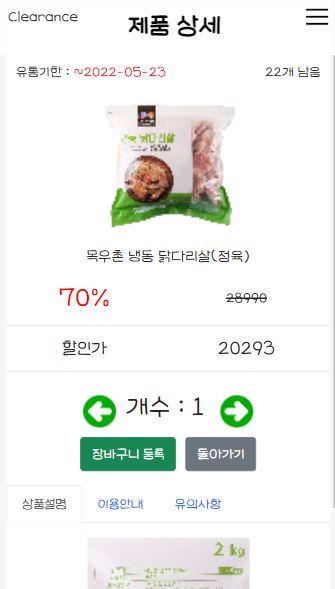 Clearance
제품 상세
유통기한 : ~2022-05-23 22개 남음
목우촌 냉동 닭다리살(정육)
70% 28990
할인가 20293
개수 : 1
장바구니 등록 돌아가기
상품설명 이용안내 유의사항
2 kg